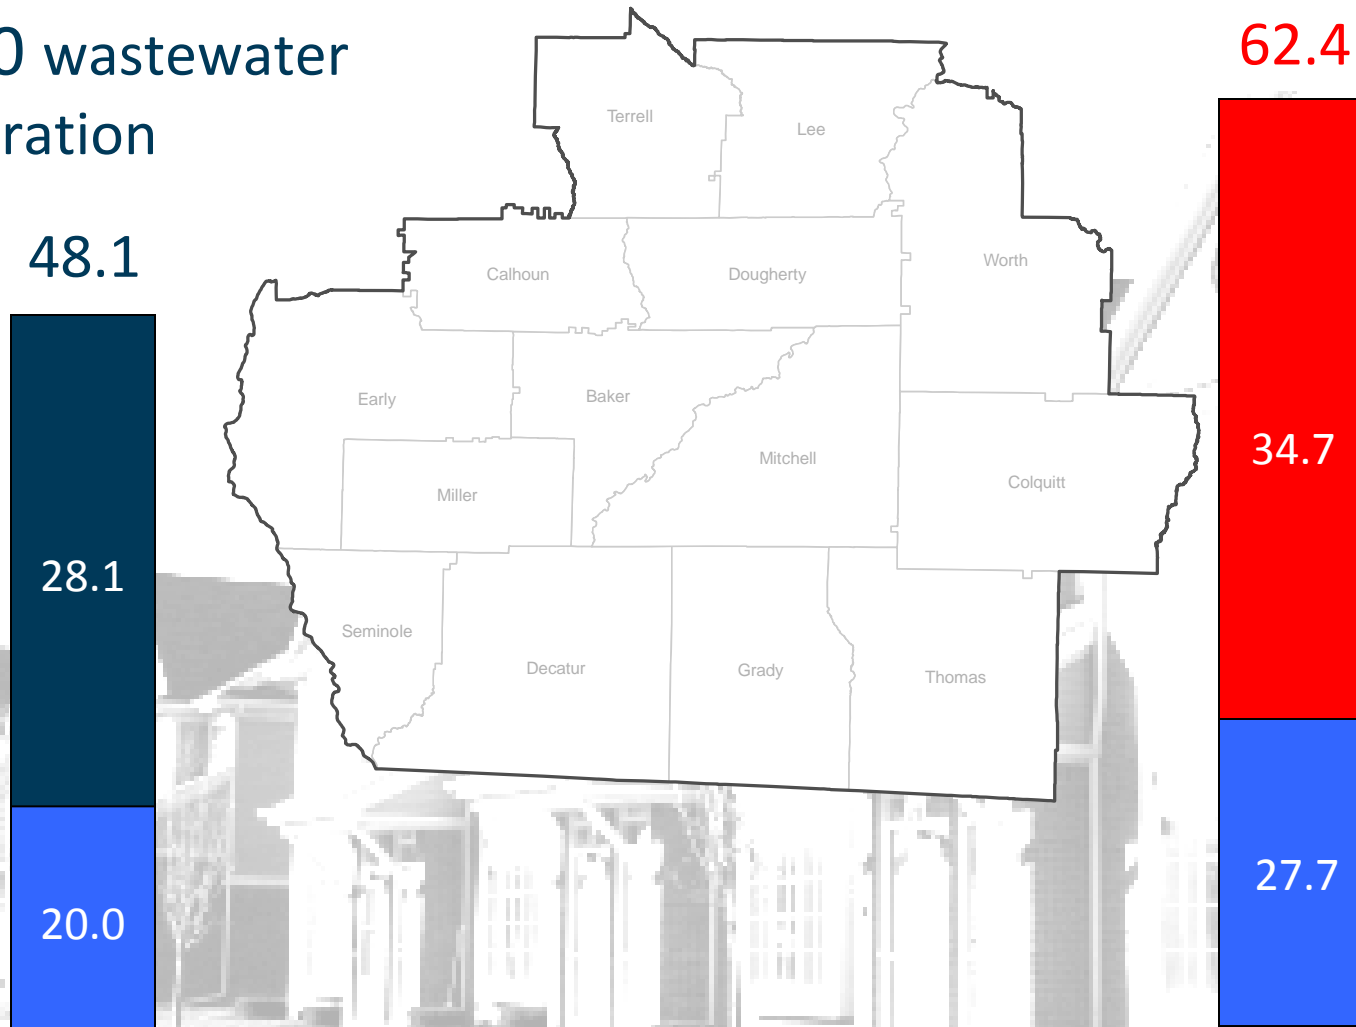 0 wastewater
ration
48.1
28.1
20.0
62.4
34.7
27.7
Terrell
Lee
Worth
Calhoun
Dougherty
Early
Baker
Mitchell
Miller
Colquitt
Seminole
Decatur
Grady
Thomas